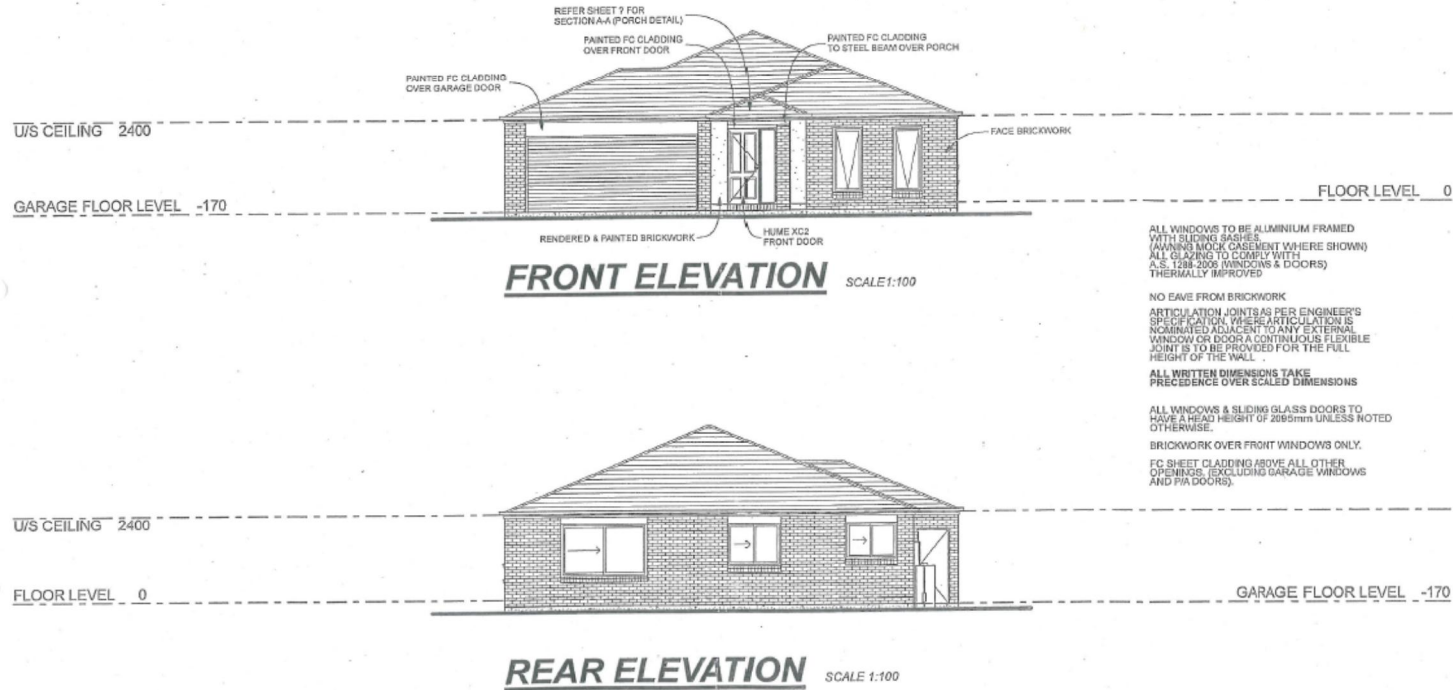 REFER SHEET 7 FOR
SECTION A-A (PORCH DETAIL)
PAINTED FC CLADDING
OVER FRONT DOOR
PAINTED FC CLADDING
TO STEEL BEAM OVER PORCH
PAINTED FC CLADDING
OVER GARAGE DOOR
U/S CEILING 2400
FACE BRICKWORK
FLOOR LEVEL 0
GARAGE FLOOR LEVEL -170
RENDERED & PAINTED BRICKWORK
HUME XC2
FRONT DOOR
FRONT ELEVATION SCALE 1:100
ALL WINDOWS TO BE ALUMINIUM FRAMED
WITH SLIDING SASHES.
(AWNING MOCK CASEMENT WHERE SHOWN)
ALL GLAZING TO COMPLY WITH
A.S. 1288-2006 (WINDOWS & DOORS)
THERMALLY IMPROVED
NO EAVE FROM BRICKWORK
ARTICULATION JOINTS AS PER ENGINEER'S
SPECIFICATION. WHERE ARTICULATION IS
NOMINATED ADJACENT TO ANY EXTERNAL
WINDOW OR DOOR A CONTINUOUS FLEXIBLE
JOINT IS TO BE PROVIDED FOR THE FULL
HEIGHT OF THE WALL .
ALL WRITTEN DIMENSIONS TAKE
PRECEDENCE OVER SCALED DIMENSIONS
ALL WINDOWS & SLIDING GLASS DOORS TO
HAVE A HEAD HEIGHT OF 2095mm UNLESS NOTED
OTHERWISE.
BRICKWORK OVER FRONT WINDOWS ONLY.
FC SHEET CLADDING ABOVE ALL OTHER
OPENINGS. (EXCLUDING GARAGE WINDOWS
AND P/A DOORS).
U/S CEILING 2400
FLOOR LEVEL 0
GARAGE FLOOR LEVEL -170
REAR ELEVATION SCALE 1:100